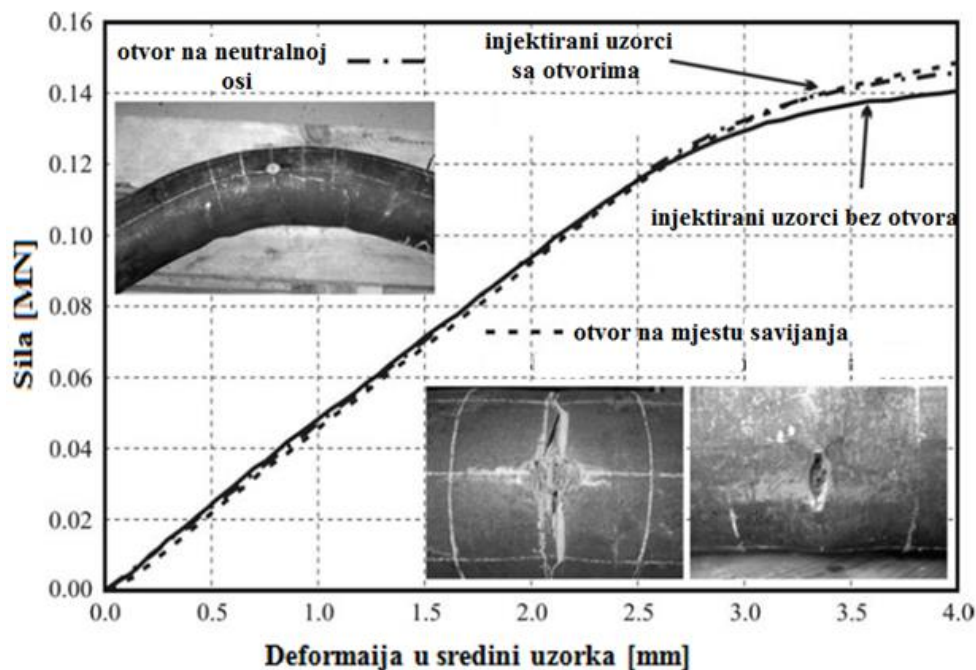 Sila [MN]
0.16
0.14
0.12
0.10
0.08
0.06
0.04
0.02
0.00
otvor na neutralnoj
osi
injektirani uzorci
sa otvorima
injektirani uzorci bez otvora
otvor na mjestu savijanja
0.0 0.5 1.0 1.5 2.0 2.5 3.0 3.5 4.0
Deformaija u sredini uzorka [mm]